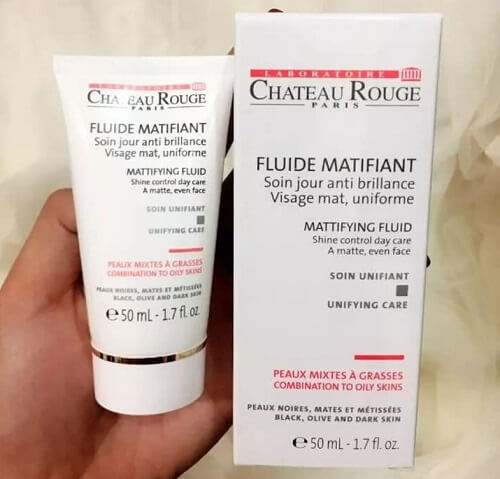 LABORATOIRE
CHATEAU ROUGE
PARIS
FLUIDE MATIFIANT
Soin jour anti brillance
Visage mat, uniforme
MATTIFYING FLUID
Shine control day care
A matte, even face
SOIN UNIFIANT
UNIFYING CARE
PEAUX MIXTES À GRASSES
COMBINATION TO OILY SKINS
PEAUX NOIRES, MATES ET MÉTISSÉES
BLACK, OLIVE AND DARK SKIN
℮ 50 mL - 1.7 fl. oz.
LABORATOIRE
CHATEAU ROUGE
PARIS
FLUIDE MATIFIANT
Soin jour anti brillance
Visage mat, uniforme
MATTIFYING FLUID
Shine control day care
A matte, even face
SOIN UNIFIANT
UNIFYING CARE
PEAUX MIXTES À GRASSES
COMBINATION TO OILY SKINS
PEAUX NOIRES, MATES ET MÉTISSÉES
BLACK, OLIVE AND DARK SKIN
℮ 50 mL - 1.7 fl. oz.